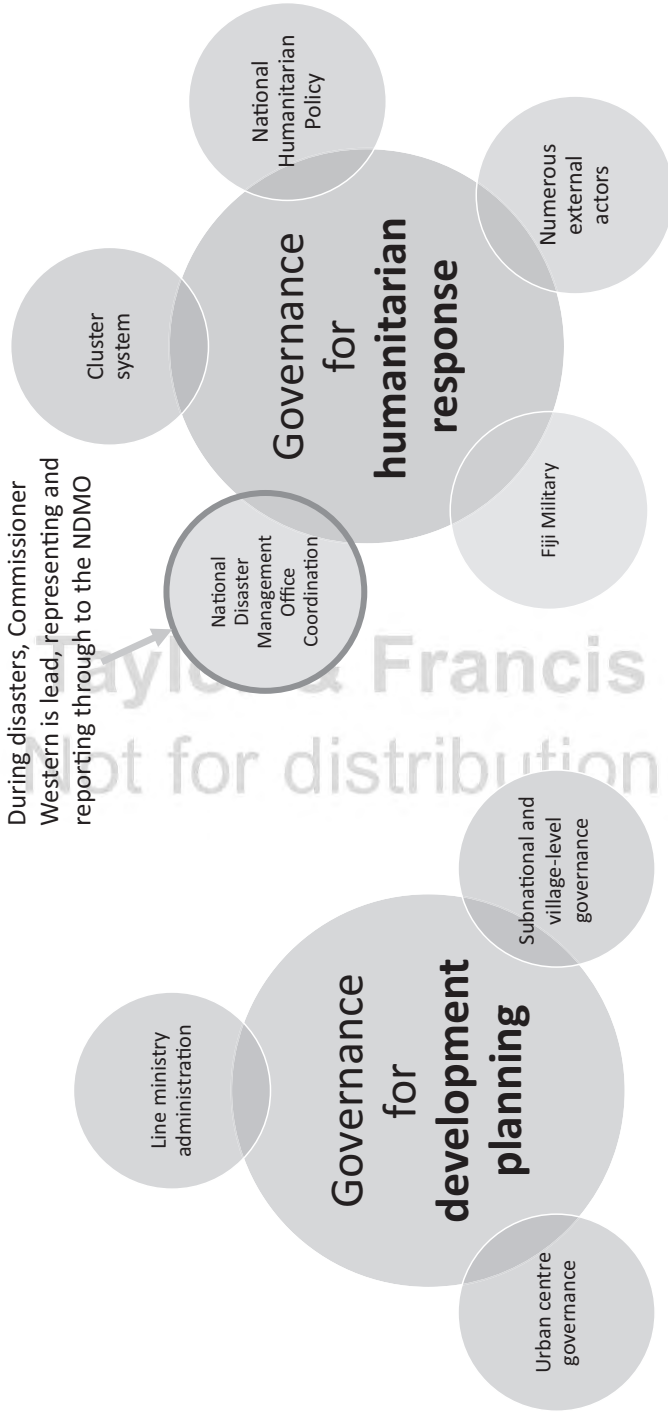 Line ministry
administration
Governance
for
development
planning
Urban centre
governance
Subnational and
village-level
governance
During disasters, Commissioner
Western is lead, representing and
reporting through to the NDMO
National
Disaster
Management
Office
Coordination
Cluster
system
National
Humanitarian
Policy
Governance
for
humanitarian
response
Fiji Military
Numerous
external
actors
Taylor & Francis
Not for distribution